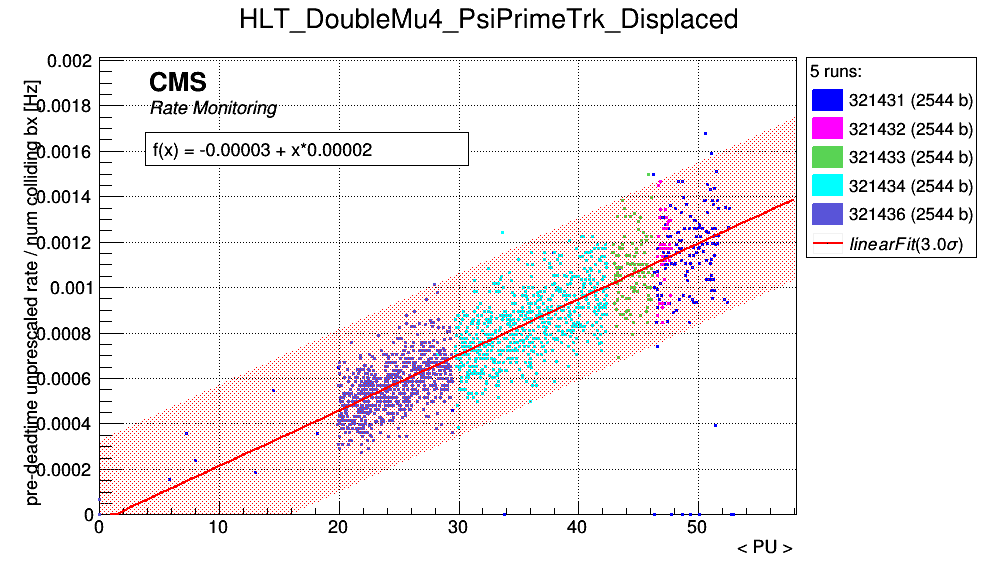 HLT_DoubleMu4_PsiPrimeTrk_Displaced
pre-deadtime unprescaled rate / num colliding bx [Hz]
0.002
0.0018
0.0016
0.0014
0.0012
0.001
0.0008
0.0006
0.0004
0.0002
0
CMS
Rate Monitoring
f(x) = -0.00003 + x*0.00002
0 10 20 30 40 50
< PU >
5 runs:
321431 (2544 b)
321432 (2544 b)
321433 (2544 b)
321434 (2544 b)
321436 (2544 b)
linearFit(3.0σ)